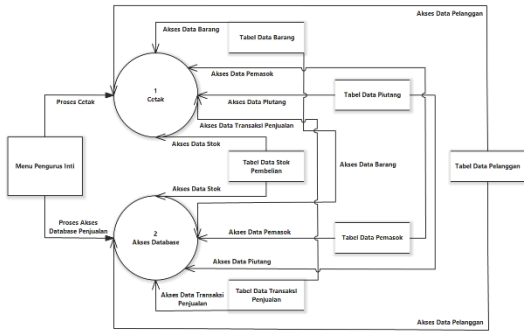 Akses Data Pelanggan
Akses Data Barang
Tabel Data Barang
Akses Data Pemasok
1
Cetak
Proses Cetak
Akses Data Piutang
Tabel Data Piutang
Akses Data Transaksi Penjualan
Akses Data Stok
Menu Pengurus Inti
Tabel Data Stok
Pembelian
Akses Data Barang
Tabel Data Pelanggan
Akses Data Stok
Proses Akses
Database Penjualan
2
Akses Database
Akses Data Pemasok
Tabel Data Pemasok
Akses Data Piutang
Akses Data Transaksi
Penjualan
Tabel Data Transaksi
Penjualan
Akses Data Pelanggan